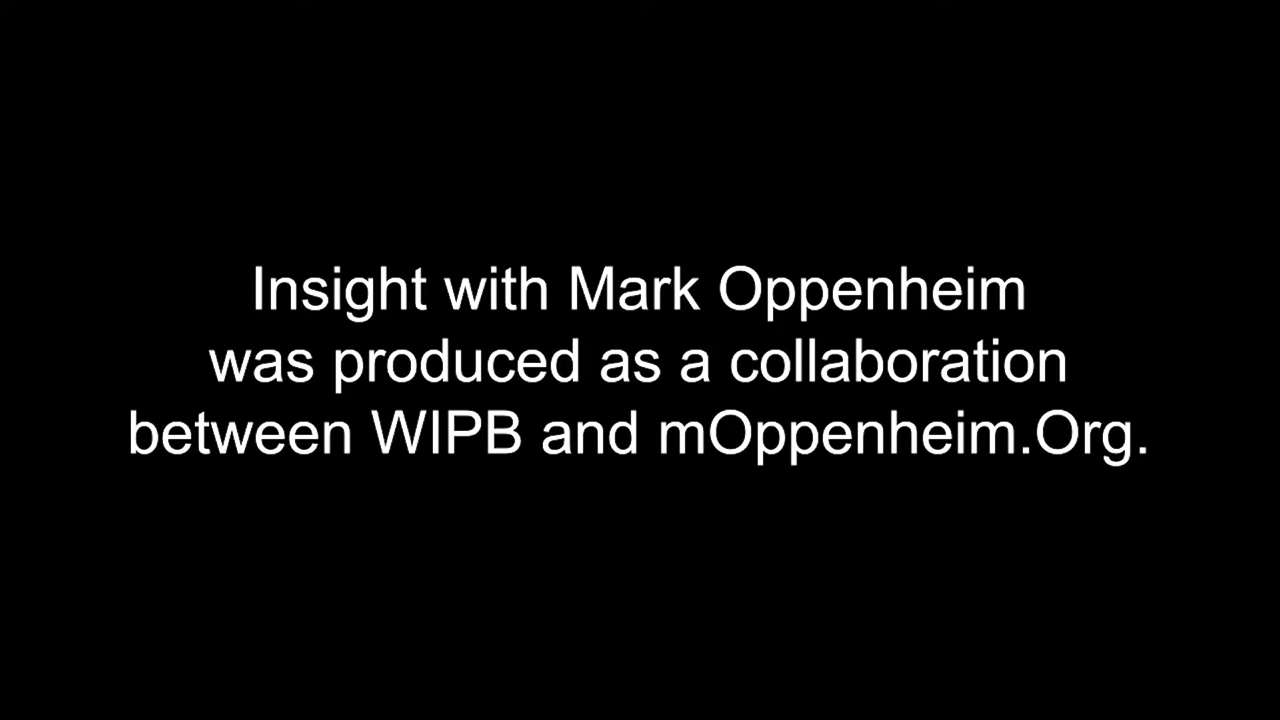 Insight with Mark Oppenheim
was produced as a collaboration
between WIPB and mOppenheim.Org.